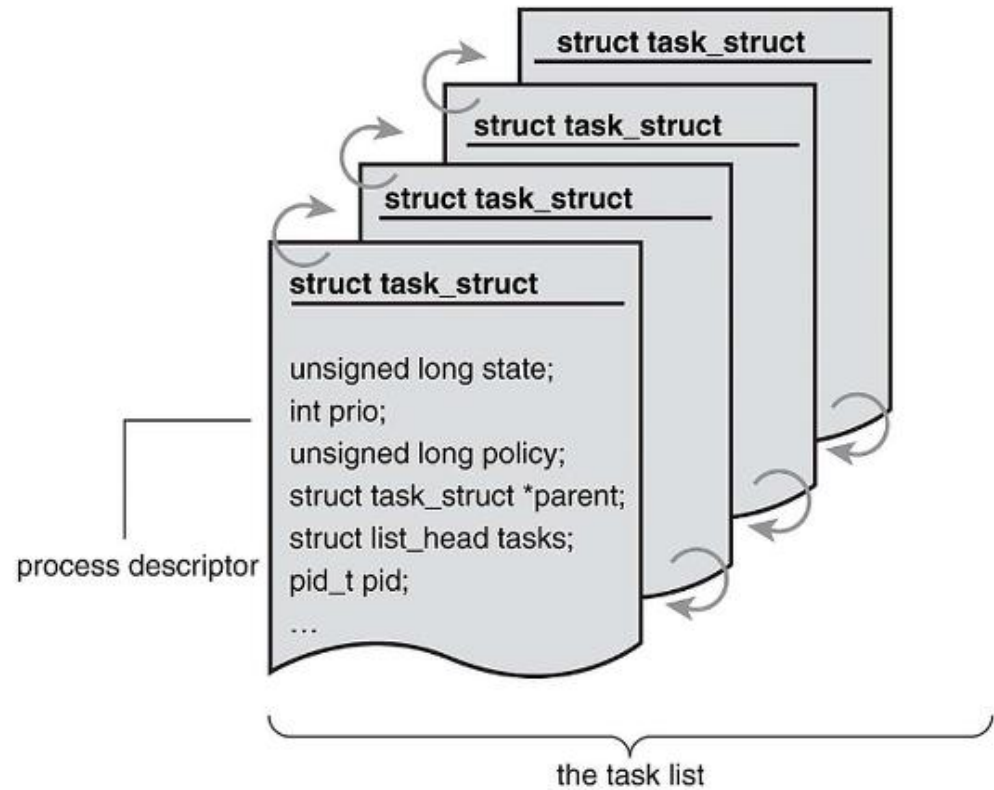 struct task_struct
struct task_struct
struct task_struct
struct task_struct
unsigned long state;
int prio;
unsigned long policy;
struct task_struct *parent;
struct list_head tasks;
pid_t pid;
...
process descriptor
the task list